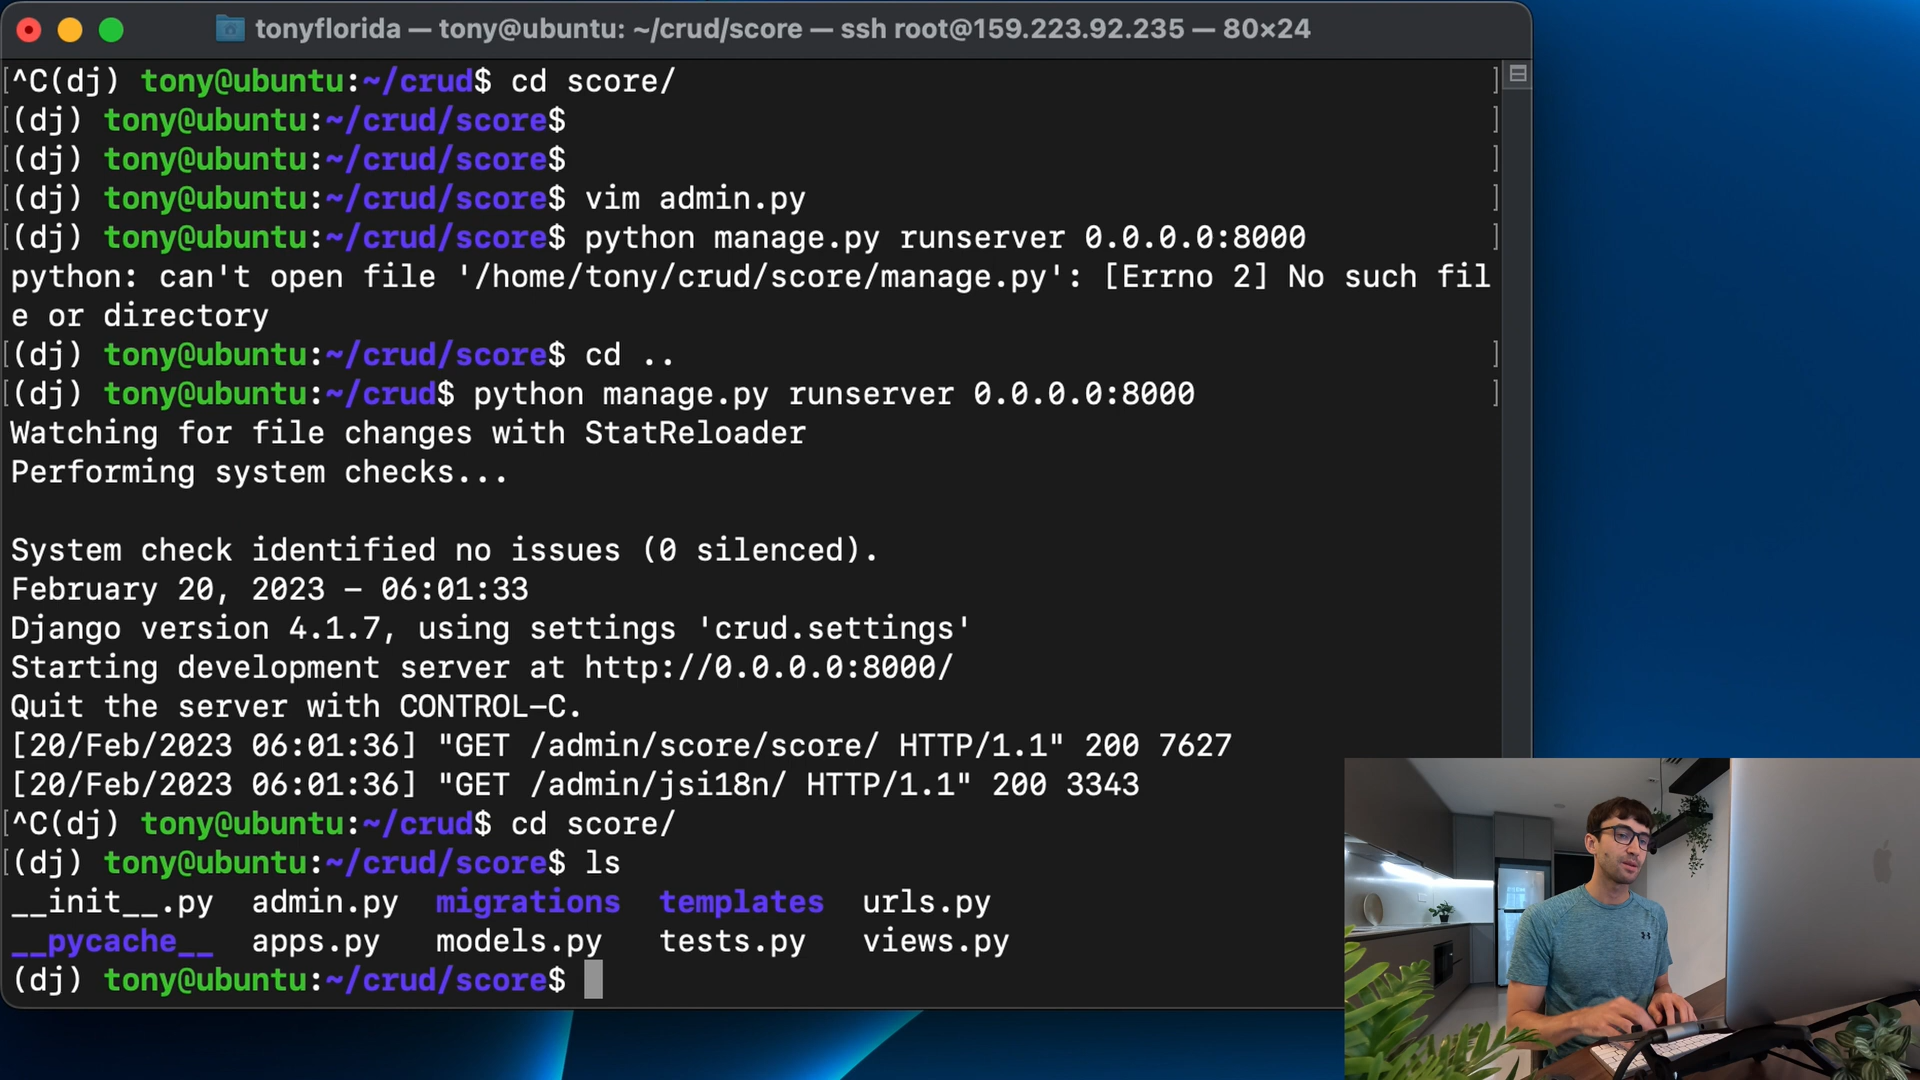 tonyflorida — tony@ubuntu: ~/crud/score — ssh root@159.223.92.235 — 80×24
[^C(dj) tony@ubuntu:~/crud$ cd score/ ]
[(dj) tony@ubuntu:~/crud/score$ ]
[(dj) tony@ubuntu:~/crud/score$ ]
[(dj) tony@ubuntu:~/crud/score$ vim admin.py ]
[(dj) tony@ubuntu:~/crud/score$ python manage.py runserver 0.0.0.0:8000 ]
python: can't open file '/home/tony/crud/score/manage.py': [Errno 2] No such fil
e or directory
[(dj) tony@ubuntu:~/crud/score$ cd .. ]
[(dj) tony@ubuntu:~/crud$ python manage.py runserver 0.0.0.0:8000 ]
Watching for file changes with StatReloader
Performing system checks...
System check identified no issues (0 silenced).
February 20, 2023 – 06:01:33
Django version 4.1.7, using settings 'crud.settings'
Starting development server at http://0.0.0.0:8000/
Quit the server with CONTROL-C.
[20/Feb/2023 06:01:36] "GET /admin/score/score/ HTTP/1.1" 200 7627
[20/Feb/2023 06:01:36] "GET /admin/jsi18n/ HTTP/1.1" 200 3343
[^C(dj) tony@ubuntu:~/crud$ cd score/
[(dj) tony@ubuntu:~/crud/score$ ls
__init__.py admin.py migrations templates urls.py
__pycache__ apps.py models.py tests.py views.py
(dj) tony@ubuntu:~/crud/score$